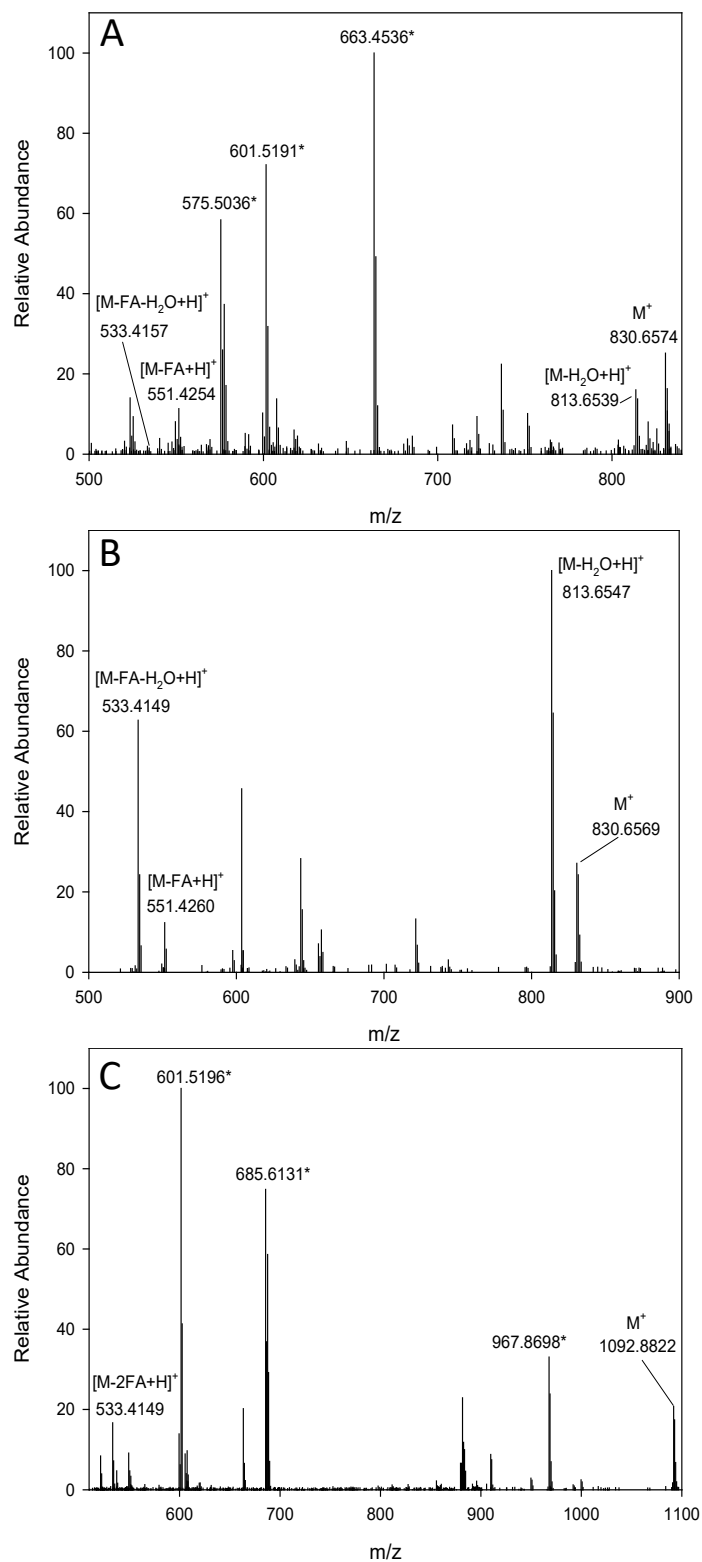 A
663.4536*
601.5191*
575.5036*
[M-FA-H2O+H]+
533.4157
[M-FA+H]+
551.4254
M+
830.6574
[M-H2O+H]+
813.6539
Relative Abundance
100
80
60
40
20
0
500
600
700
800
m/z
B
[M-H2O+H]+
813.6547
[M-FA-H2O+H]+
533.4149
M+
830.6569
[M-FA+H]+
551.4260
Relative Abundance
100
80
60
40
20
0
500
600
700
800
900
m/z
C
601.5196*
685.6131*
967.8698*
M+
1092.8822
[M-2FA+H]+
533.4149
Relative Abundance
100
80
60
40
20
0
600
700
800
900
1000
1100
m/z